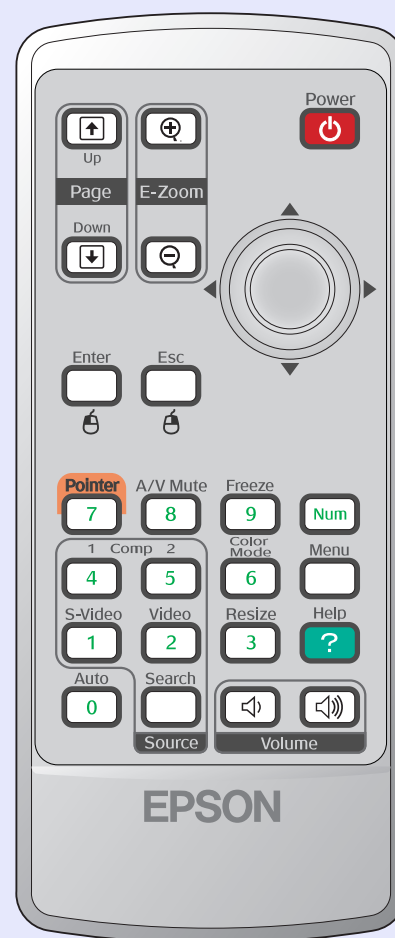 Power
Up
Page E-Zoom
Down
Enter Esc
Pointer A/V Mute Freeze
7 8 9 Num
1 Comp 2 Color Mode Menu
4 5 6
S-Video Video Resize Help
1 2 3 ?
Auto Search
0
Source Volume
EPSON